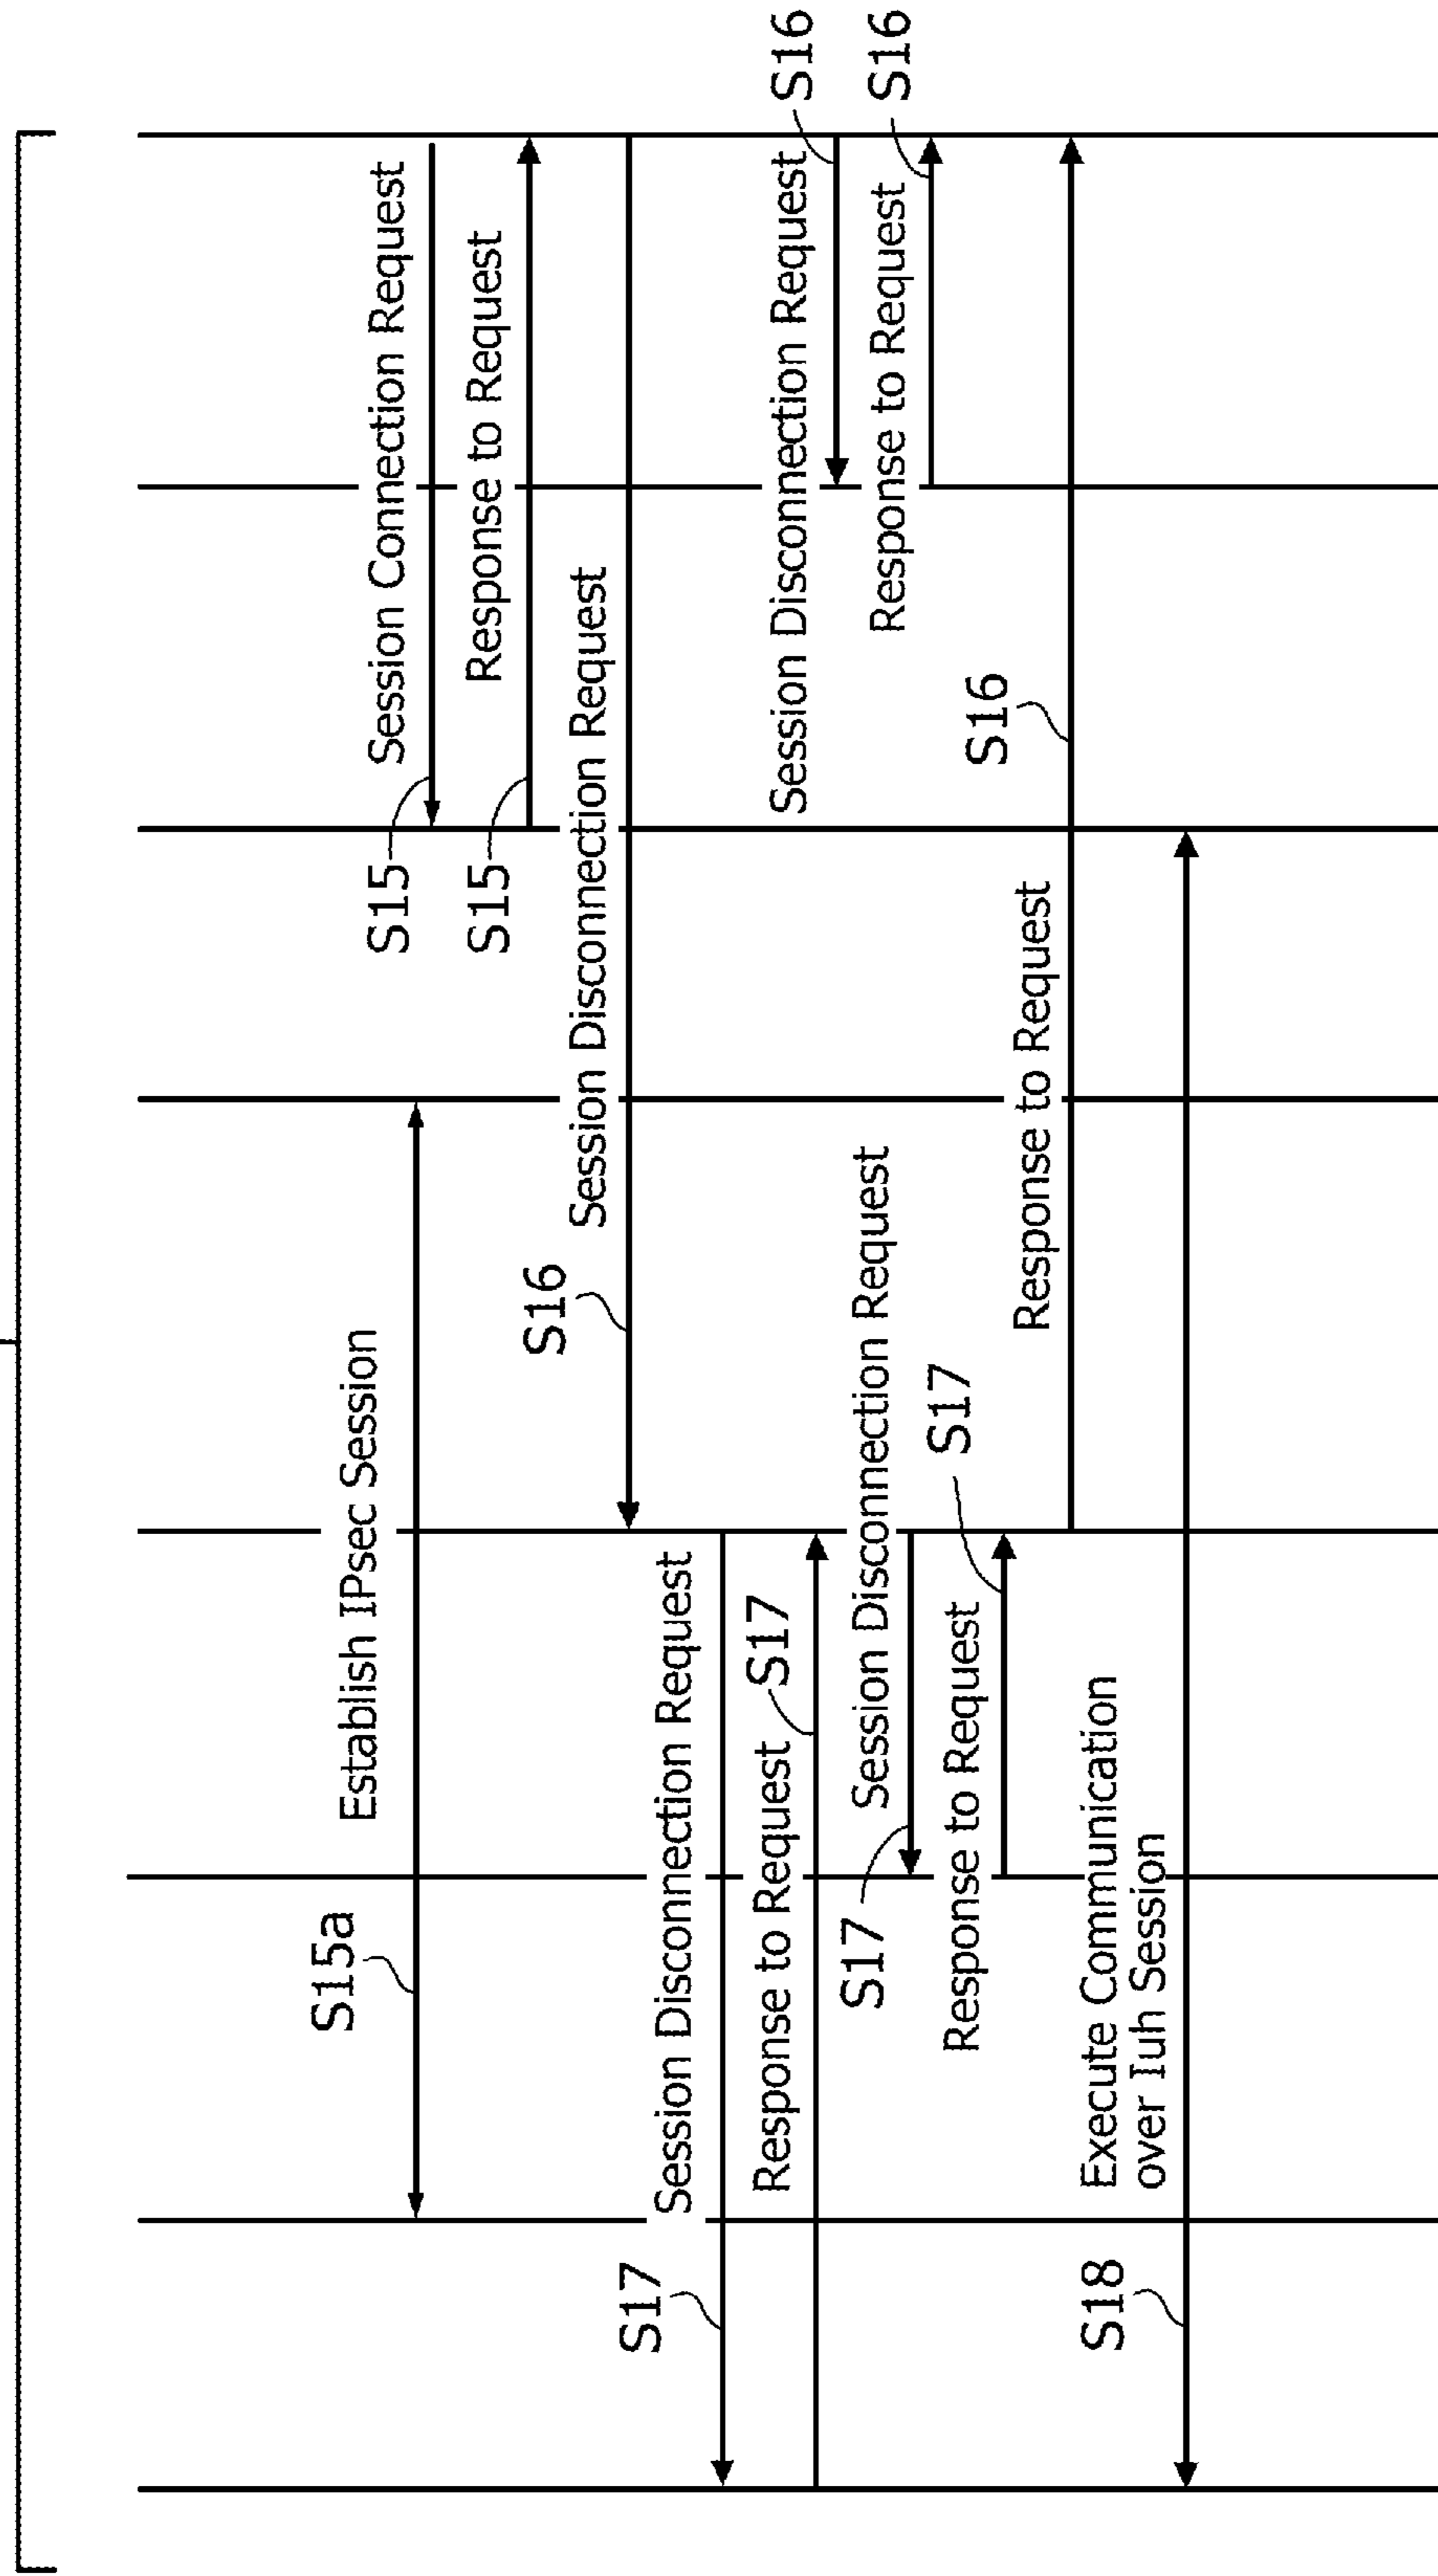 Establish IPsec Session
S15a
Session Connection Request
S15
Response to Request
S15
Session Disconnection Request
S16
Session Disconnection Request
S17
Response to Request
S17
Session Disconnection Request
S16
Session Disconnection Request
S17
Response to Request
S16
Response to Request
S17
Response to Request
S16
Execute Communication
over Iuh Session
S18